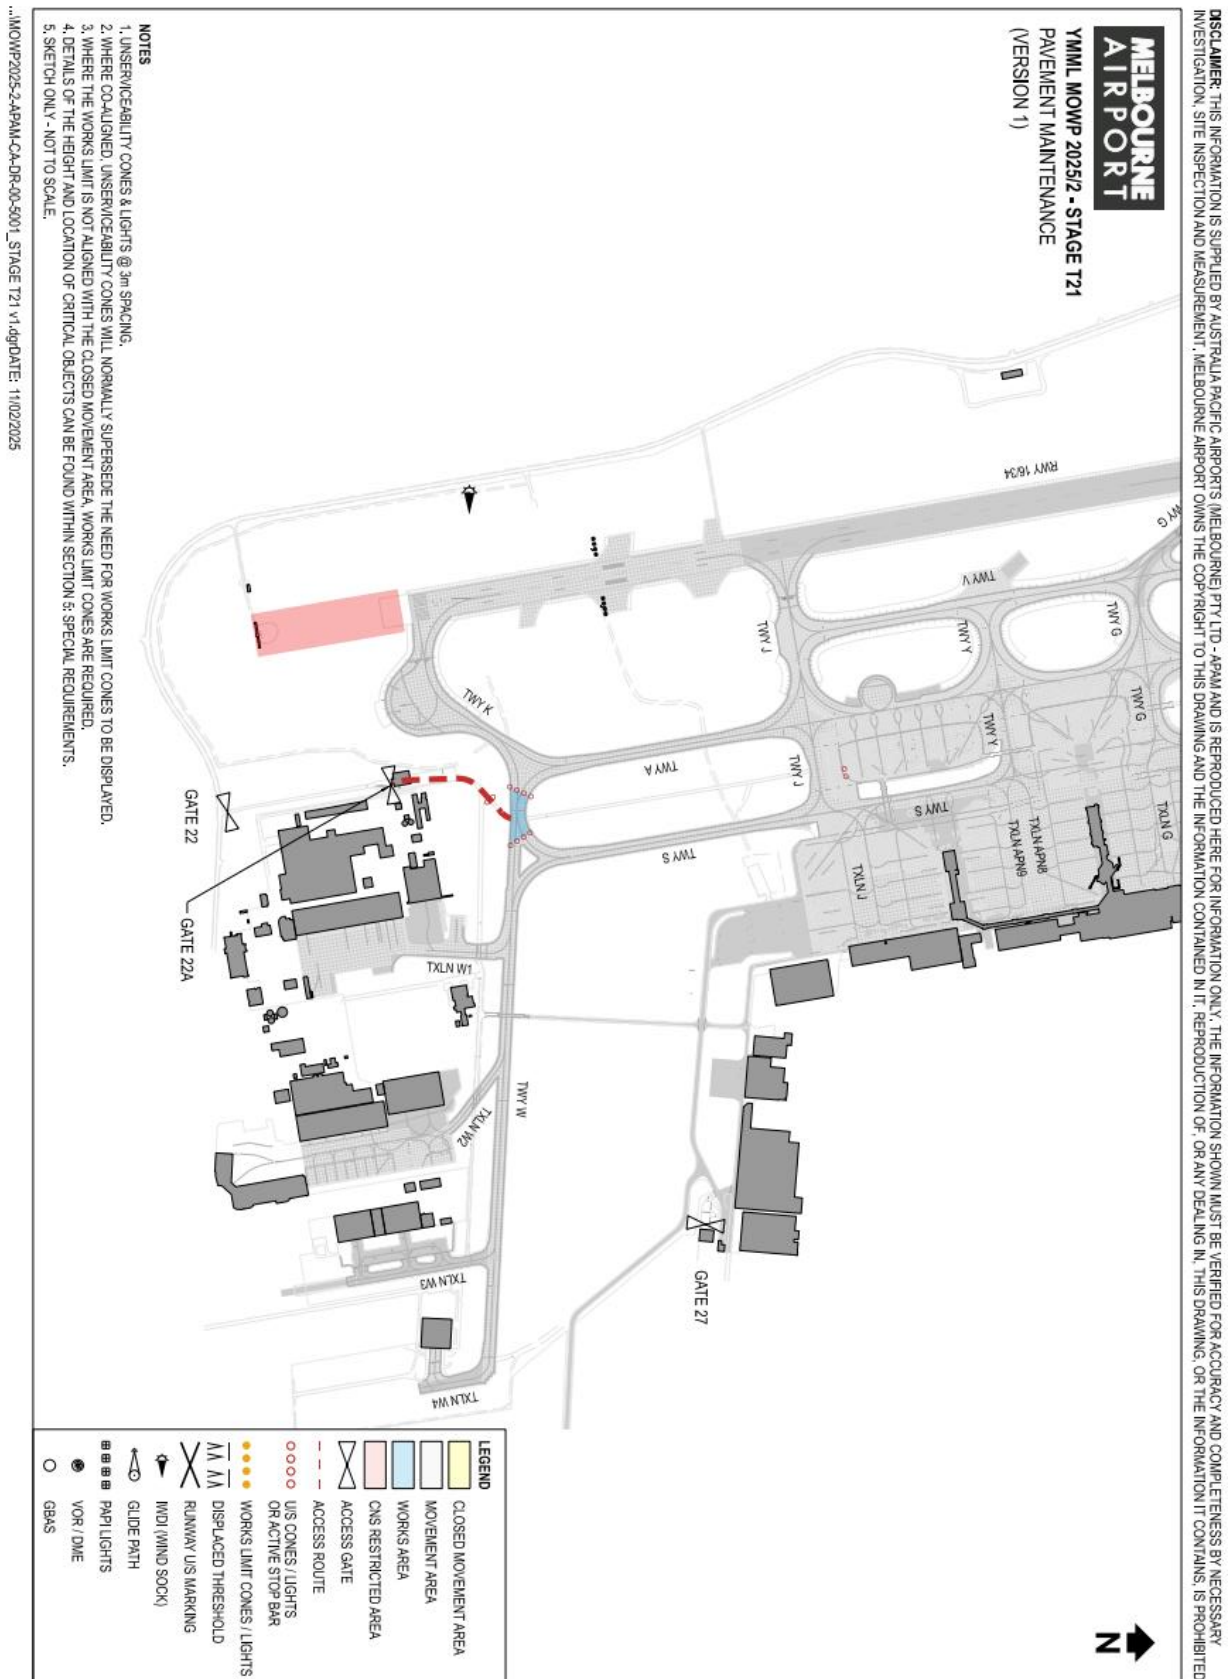 DISCLAIMER: THIS INFORMATION IS SUPPLIED BY AUSTRALIA PACIFIC AIRPORTS (MELBOURNE) PTY LTD - APAM AND IS REPRODUCED HERE FOR INFORMATION ONLY. THE INFORMATION SHOWN MUST BE VERIFIED FOR ACCURACY AND COMPLETENESS BY NECESSARY
INVESTIGATION, SITE INSPECTION AND MEASUREMENT. MELBOURNE AIRPORT OWNS THE COPYRIGHT TO THIS DRAWING AND THE INFORMATION CONTAINED IN IT. REPRODUCTION OF, OR ANY DEALING IN, THIS DRAWING, OR THE INFORMATION IT CONTAINS, IS PROHIBITED
MELBOURNE
AIRPORT
YMML MOWP 2025/2 - STAGE T21
PAVEMENT MAINTENANCE
(VERSION 1)
N
RWY 16/34
TWY G
TWY V
TWY G
TWY G
TXLN G
TWY J
TWY Y
TWY Y
TXLN APN8
TXLN APN9
TWY J
TWY S
TXLN J
TWY K
TWY A
TWY S
GATE 22
GATE 22A
TXLN W1
TWY W
TXLN W2
GATE 27
TXLN W3
TXLN W4
NOTES
1. UNSERVICEABILITY CONES & LIGHTS @ 3m SPACING.
2. WHERE CO-ALIGNED, UNSERVICEABILITY CONES WILL NORMALLY SUPERSEDE THE NEED FOR WORKS LIMIT CONES TO BE DISPLAYED.
3. WHERE THE WORKS LIMIT IS NOT ALIGNED WITH THE CLOSED MOVEMENT AREA, WORKS LIMIT CONES ARE REQUIRED.
4. DETAILS OF THE HEIGHT AND LOCATION OF CRITICAL OBJECTS CAN BE FOUND WITHIN SECTION 5: SPECIAL REQUIREMENTS.
5. SKETCH ONLY - NOT TO SCALE.
LEGEND
CLOSED MOVEMENT AREA
MOVEMENT AREA
WORKS AREA
CNS RESTRICTED AREA
ACCESS GATE
ACCESS ROUTE
U/S CONES / LIGHTS
OR ACTIVE STOP BAR
WORKS LIMIT CONES / LIGHTS
DISPLACED THRESHOLD
RUNWAY U/S MARKING
IWDI (WIND SOCK)
GLIDE PATH
PAPI LIGHTS
VOR / DME
GBAS
...\MOWP2025-2-APAM-CA-DR-00-5001_STAGE T21 v1.dgnDATE: 11/02/2025